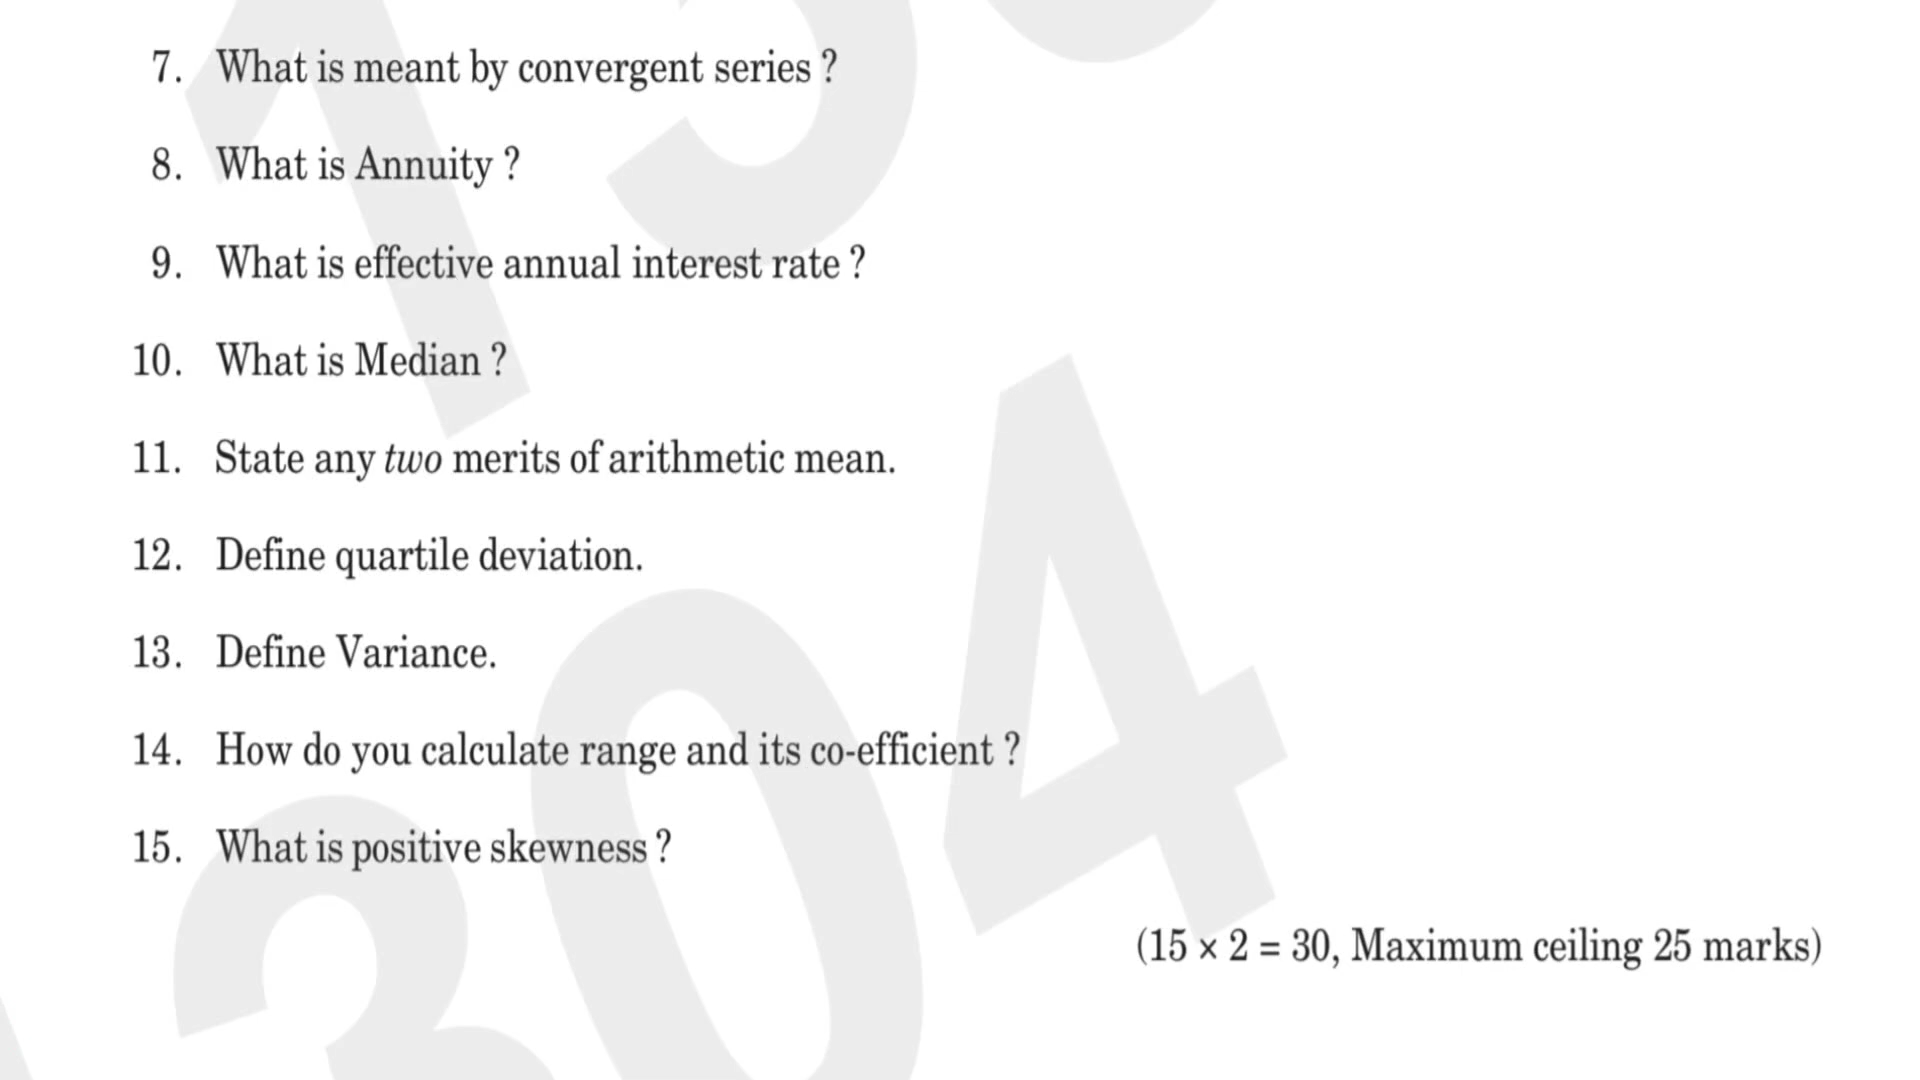 7. What is meant by convergent series ?
8. What is Annuity ?
9. What is effective annual interest rate ?
10. What is Median ?
11. State any two merits of arithmetic mean.
12. Define quartile deviation.
13. Define Variance.
14. How do you calculate range and its co-efficient ?
15. What is positive skewness ?
(15 × 2 = 30, Maximum ceiling 25 marks)
304